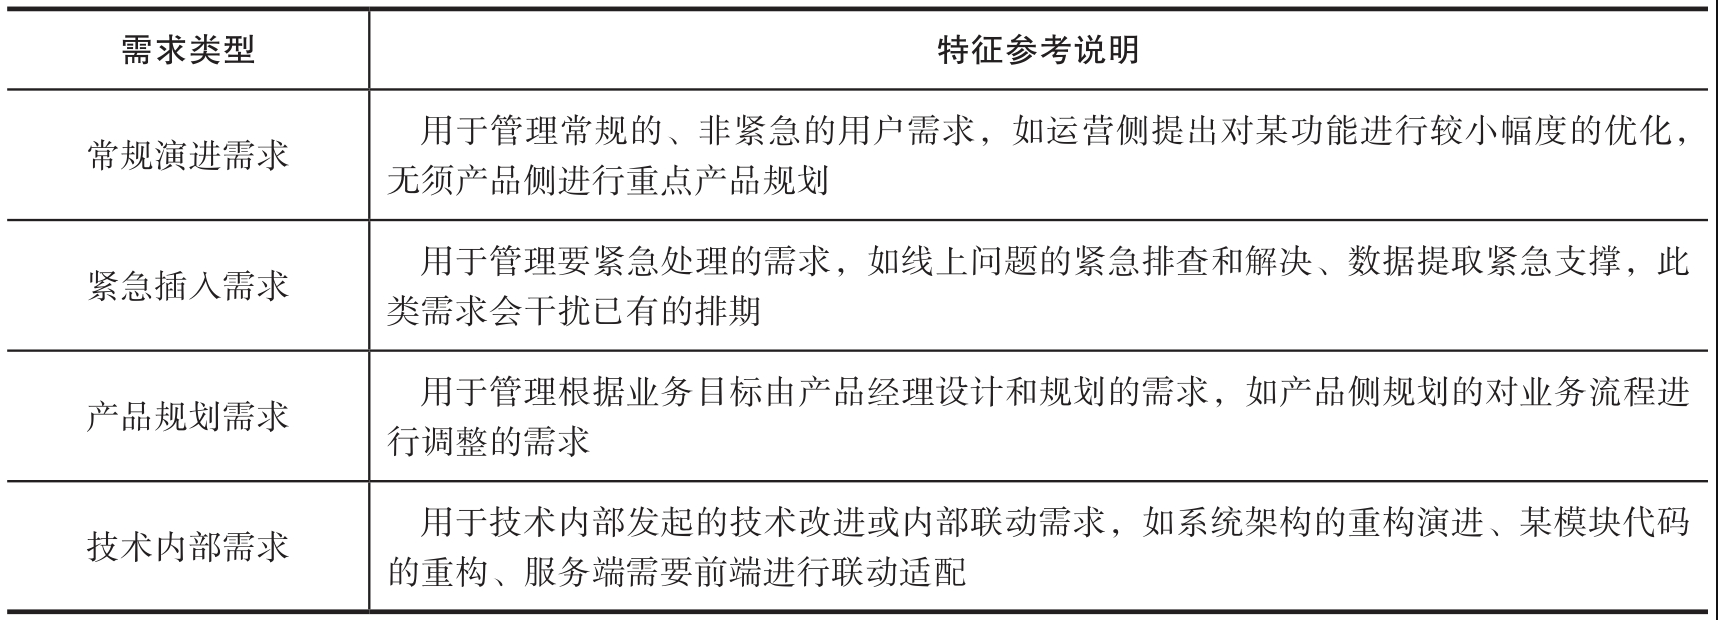 需求类型
特征参考说明
常规演进需求
用于管理常规的、非紧急的用户需求，如运营侧提出对某功能进行较小幅度的优化，
无须产品侧进行重点产品规划
紧急插入需求
用于管理要紧急处理的需求，如线上问题的紧急排查和解决、数据提取紧急支撑，此
类需求会干扰已有的排期
产品规划需求
用于管理根据业务目标由产品经理设计和规划的需求，如产品侧规划的对业务流程进
行调整的需求
技术内部需求
用于技术内部发起的技术改进或内部联动需求，如系统架构的重构演进、某模块代码
的重构、服务端需要前端进行联动适配